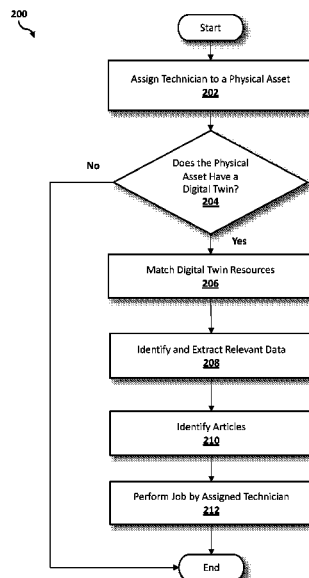 200
Start
Assign Technician to a Physical Asset
202
Does the Physical
Asset Have a
Digital Twin?
204
No
Yes
Match Digital Twin Resources
206
Identify and Extract Relevant Data
208
Identify Articles
210
Perform Job by Assigned Technician
212
End